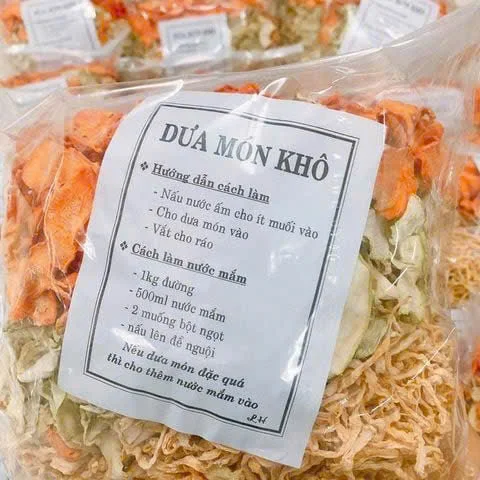 DƯA MÓN KHÔ
❖ Hướng dẫn cách làm
- Nấu nước ấm cho ít muối vào
- Cho dưa món vào
- Vắt cho ráo
❖ Cách làm nước mắm
- 1kg đường
- 500ml nước mắm
- 2 muống bột ngọt
- nấu lên để nguội
Nếu dưa món đặc quá
thì cho thêm nước mắm vào
LH